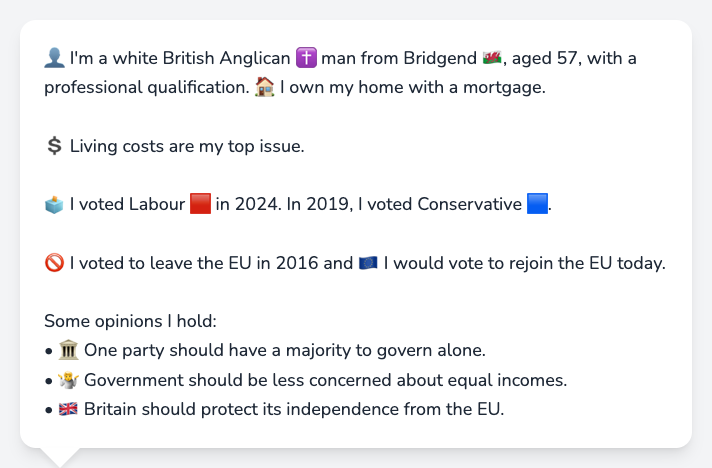 👤 I'm a white British Anglican ✝️ man from Bridgend 🏴󠁧󠁢󠁷󠁬󠁳󠁿, aged 57, with a
professional qualification. 🏠 I own my home with a mortgage.
💲 Living costs are my top issue.
🗳️ I voted Labour 🟥 in 2024. In 2019, I voted Conservative 🟦.
🚫 I voted to leave the EU in 2016 and 🇪🇺 I would vote to rejoin the EU today.
Some opinions I hold:
• 🏛️ One party should have a majority to govern alone.
• 🤷 Government should be less concerned about equal incomes.
• 🇬🇧 Britain should protect its independence from the EU.